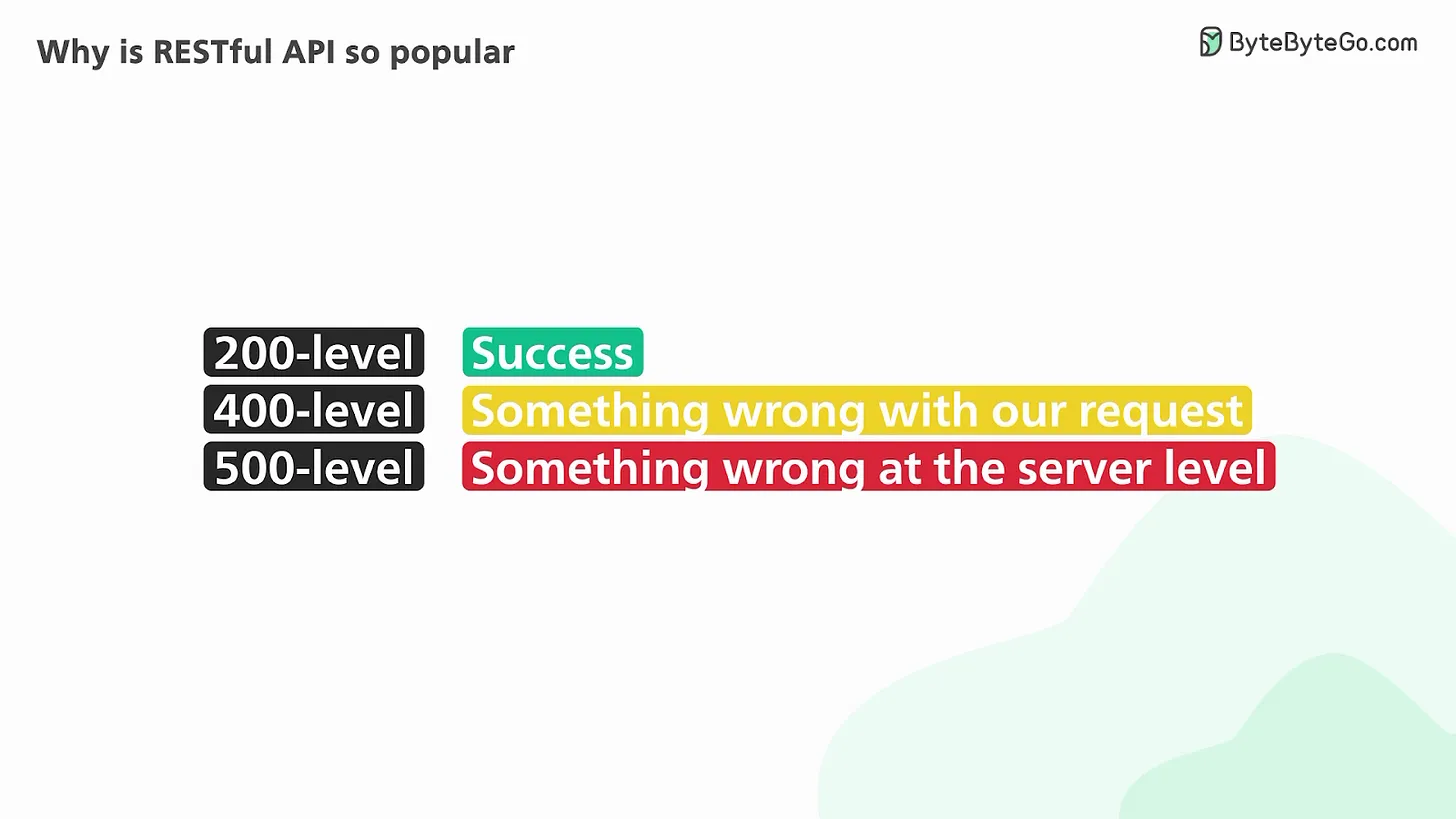 Why is RESTful API so popular
ByteByteGo.com
200-level Success
400-level Something wrong with our request
500-level Something wrong at the server level